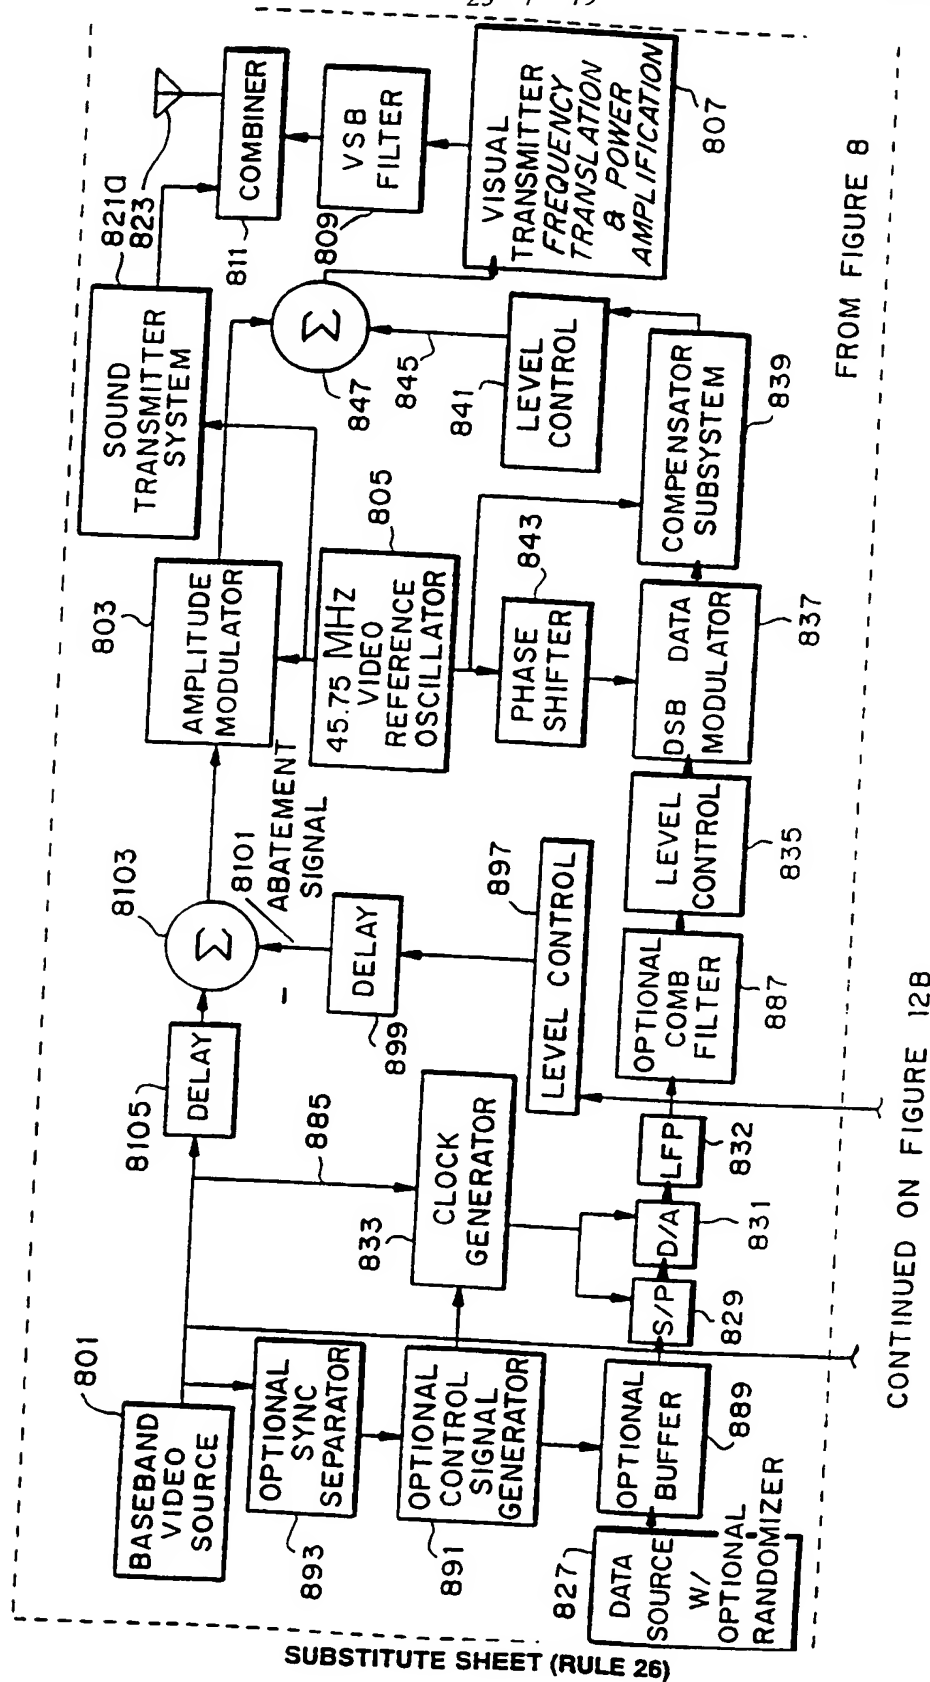 801
BASEBAND
VIDEO
SOURCE
8105
DELAY
8103
Σ
803
AMPLITUDE
MODULATOR
SOUND
TRANSMITTER
SYSTEM
821a
823
COMBINER
811
VSB
FILTER
809
VISUAL
TRANSMITTER
FREQUENCY
TRANSLATION
& POWER
AMPLIFICATION
807
885
OPTIONAL
SYNC
SEPARATOR
893
833
CLOCK
GENERATOR
–
8101
ABATEMENT
SIGNAL
DELAY
899
45.75 MHz
VIDEO
REFERENCE
OSCILLATOR
805
Σ
847
845
841
LEVEL
CONTROL
OPTIONAL
CONTROL
SIGNAL
GENERATOR
891
LEVEL CONTROL
897
PHASE
SHIFTER
843
827
DATA
SOURCE
W/
OPTIONAL
RANDOMIZER
OPTIONAL
BUFFER
889
S/P
829
D/A
831
LFP
832
OPTIONAL
COMB
FILTER
887
LEVEL
CONTROL
835
DSB DATA
MODULATOR
837
COMPENSATOR
SUBSYSTEM
839
FROM FIGURE 8
CONTINUED ON FIGURE 12B
SUBSTITUTE SHEET (RULE 26)